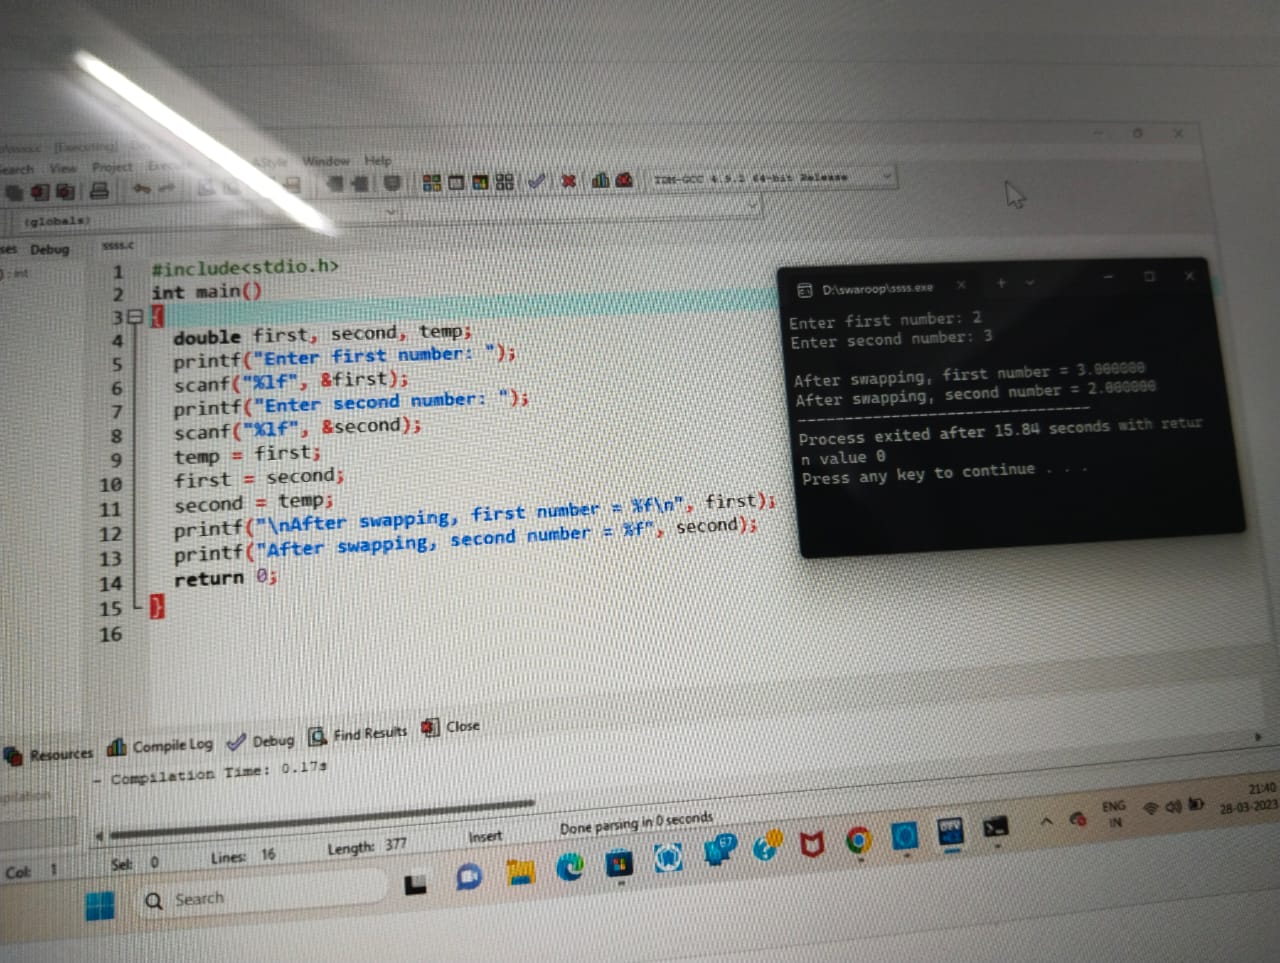 [Executing]
Search View Project Execute AStyle Window Help
TDM-GCC 4.9.2 64-bit Release
(globals)
Debug
ssss.c
1 #include<stdio.h>
2 int main()
3 {
4 double first, second, temp;
5 printf("Enter first number: ");
6 scanf("%lf", &first);
7 printf("Enter second number: ");
8 scanf("%lf", &second);
9 temp = first;
10 first = second;
11 second = temp;
12 printf("\nAfter swapping, first number = %f\n", first);
13 printf("After swapping, second number = %f", second);
14 return 0;
15 }
16
D:\swaroop\ssss.exe
Enter first number: 2
Enter second number: 3
After swapping, first number = 3.000000
After swapping, second number = 2.000000
--------------------------------
Process exited after 15.84 seconds with retur
n value 0
Press any key to continue . . .
Resources Compile Log Debug Find Results Close
- Compilation Time: 0.17s
Col: 1 Sel: 0 Lines: 16 Length: 377 Insert Done parsing in 0 seconds
Search
67
DEV
ENG
IN
21:40
28-03-2023